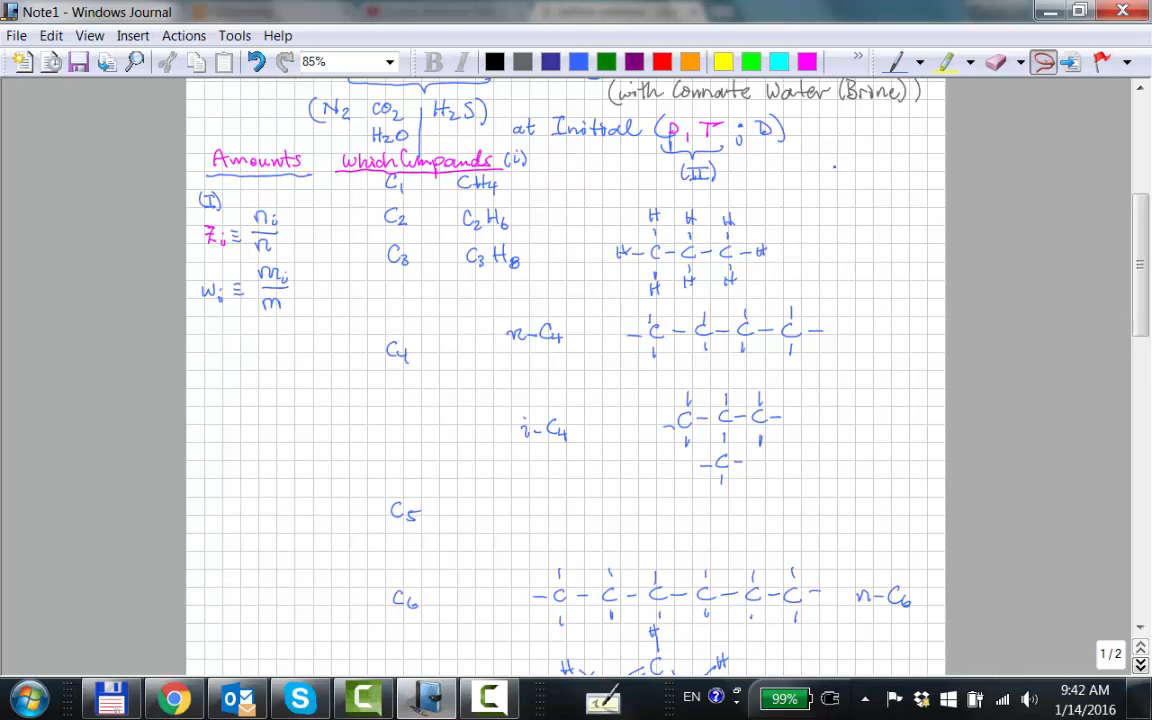 Note1 - Windows Journal
File Edit View Insert Actions Tools Help
85%
B I U
(with Connate Water (Brine))
(N2 CO2 H2S)
H2O
at Initial (P, T ; D)
(II)
Amounts which Compounds (i)
(I)
C1 CH4
zi ≡ ni/n
C2 C2H6
C3 C3H8
wi ≡ mi/m
H H H
H-C-C-C-H
H H H
n-C4 -C-C-C-C-
C4
i-C4 -C-C-C-
-C-
C5
C6 -C-C-C-C-C-C- n-C6
H
H C H
1/2
EN
99%
9:42 AM
1/14/2016